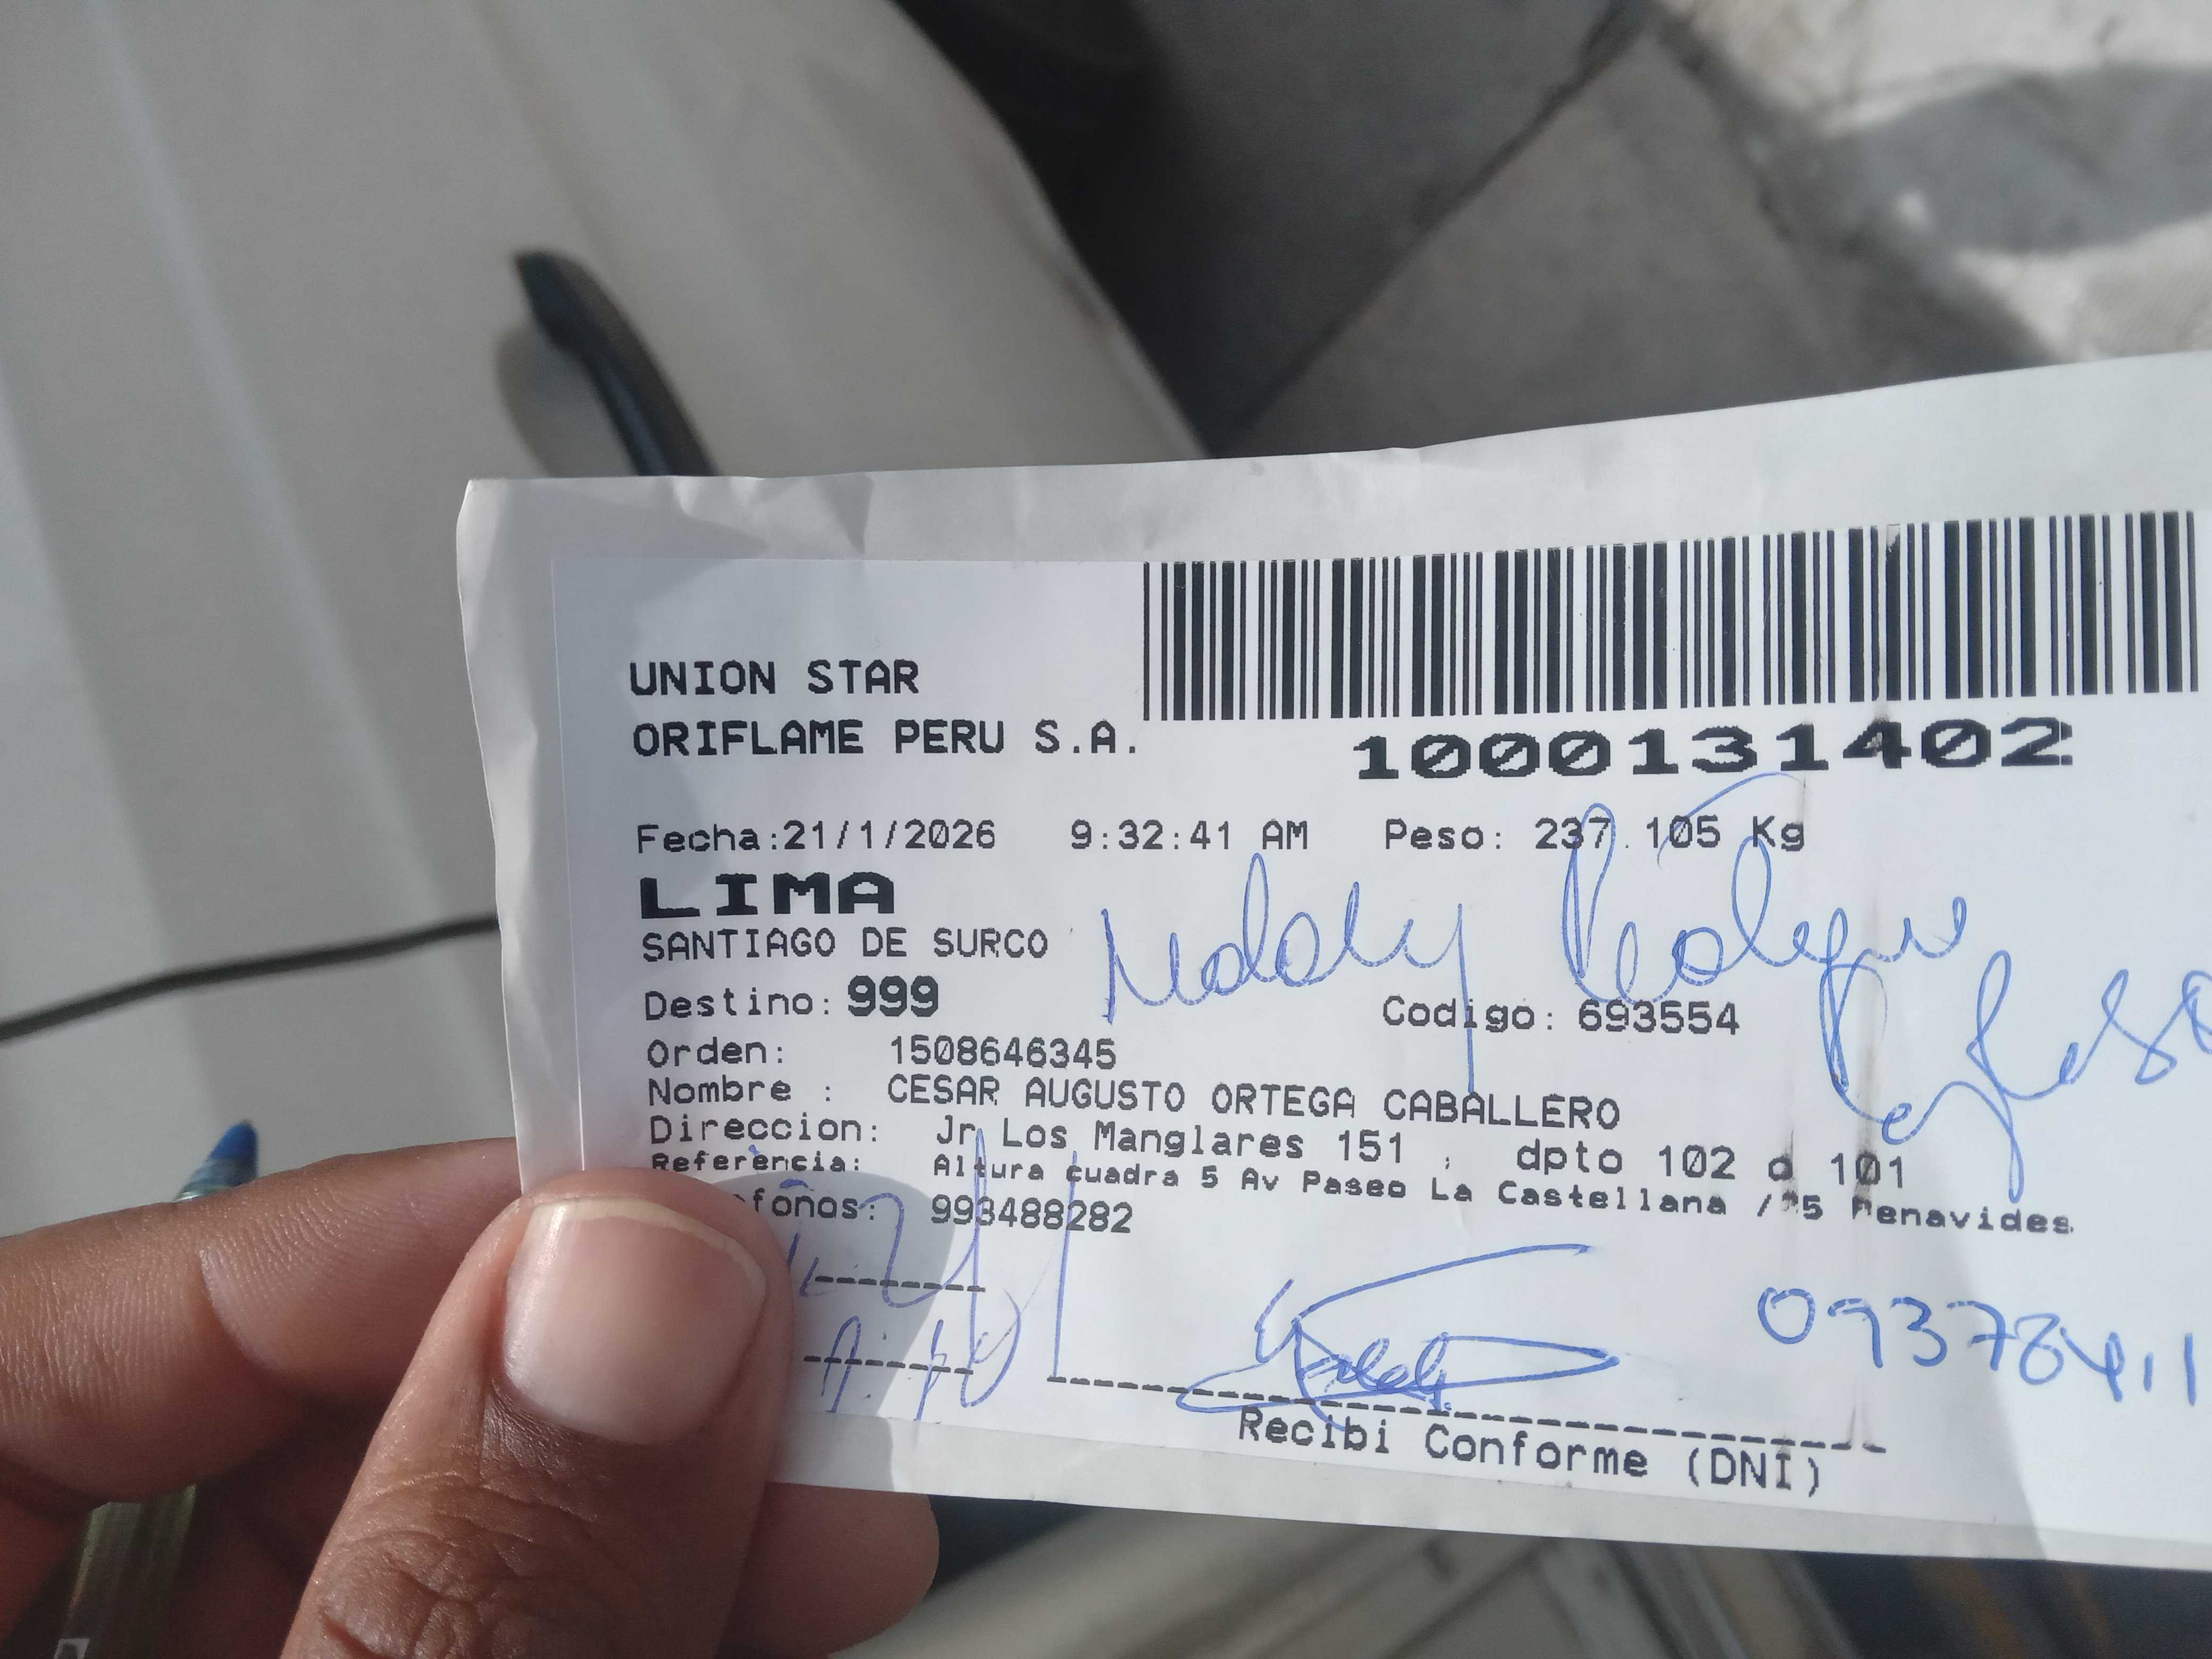 UNION STAR
ORIFLAME PERU S.A.
1000131402
Fecha:21/1/2026 9:32:41 AM Peso: 237.105 Kg
LIMA
SANTIAGO DE SURCO
Destino: 999 Codigo: 693554
Orden: 1508646345
Nombre : CESAR AUGUSTO ORTEGA CABALLERO
Direccion: Jr Los Manglares 151 , dpto 102 o 101
Referencia: Altura cuadra 5 Av Paseo La Castellana / 5 Benavides
993488282
Recibi Conforme (DNI)